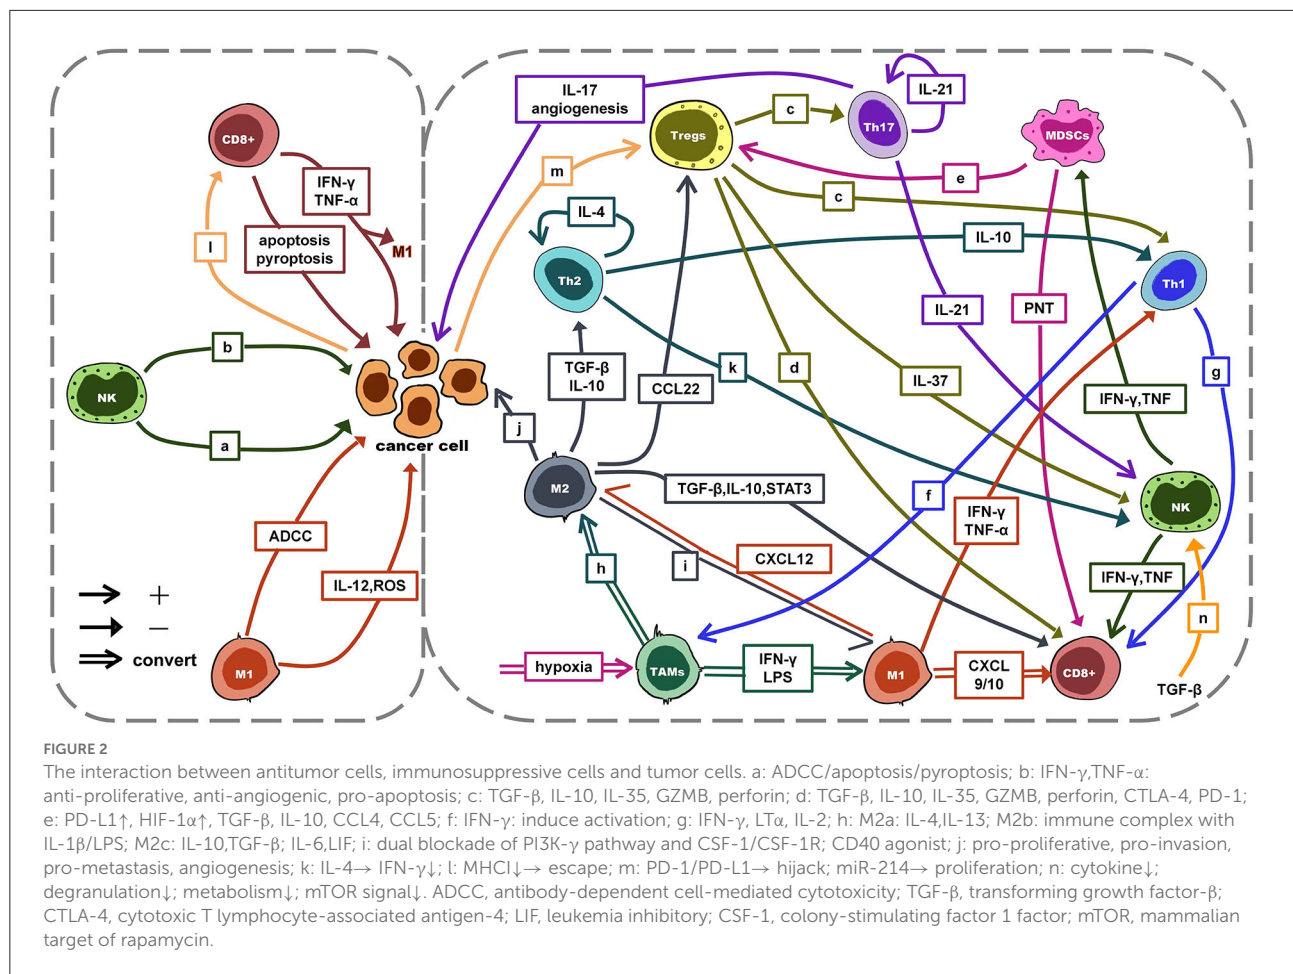 IL-17
angiogenesis
IL-21
c
Th17
MDSCs
CD8+
Tregs
m
e
IFN-γ
TNF-α
c
IL-4
l
apoptosis
pyroptosis
M1
IL-10
Th2
Th1
IL-21
PNT
b
TGF-β
IL-10
k
d
g
CCL22
IL-37
IFN-γ,TNF
NK
a
cancer cell
j
M2
TGF-β,IL-10,STAT3
f
NK
ADCC
IFN-γ
TNF-α
CXCL12
i
h
IL-12,ROS
IFN-γ,TNF
+
−
n
convert
M1
hypoxia
TAMs
IFN-γ
LPS
M1
CXCL
9/10
CD8+
TGF-β
FIGURE 2
The interaction between antitumor cells, immunosuppressive cells and tumor cells. a: ADCC/apoptosis/pyroptosis; b: IFN-γ,TNF-α:
anti-proliferative, anti-angiogenic, pro-apoptosis; c: TGF-β, IL-10, IL-35, GZMB, perforin; d: TGF-β, IL-10, IL-35, GZMB, perforin, CTLA-4, PD-1;
e: PD-L1↑, HIF-1α↑, TGF-β, IL-10, CCL4, CCL5; f: IFN-γ: induce activation; g: IFN-γ, LTα, IL-2; h: M2a: IL-4,IL-13; M2b: immune complex with
IL-1β/LPS; M2c: IL-10,TGF-β; IL-6,LIF; i: dual blockade of PI3K-γ pathway and CSF-1/CSF-1R; CD40 agonist; j: pro-proliferative, pro-invasion,
pro-metastasis, angiogenesis; k: IL-4→ IFN-γ↓; l: MHCI↓→ escape; m: PD-1/PD-L1→ hijack; miR-214→ proliferation; n: cytokine↓;
degranulation↓; metabolism↓; mTOR signal↓. ADCC, antibody-dependent cell-mediated cytotoxicity; TGF-β, transforming growth factor-β;
CTLA-4, cytotoxic T lymphocyte-associated antigen-4; LIF, leukemia inhibitory; CSF-1, colony-stimulating factor 1 factor; mTOR, mammalian
target of rapamycin.